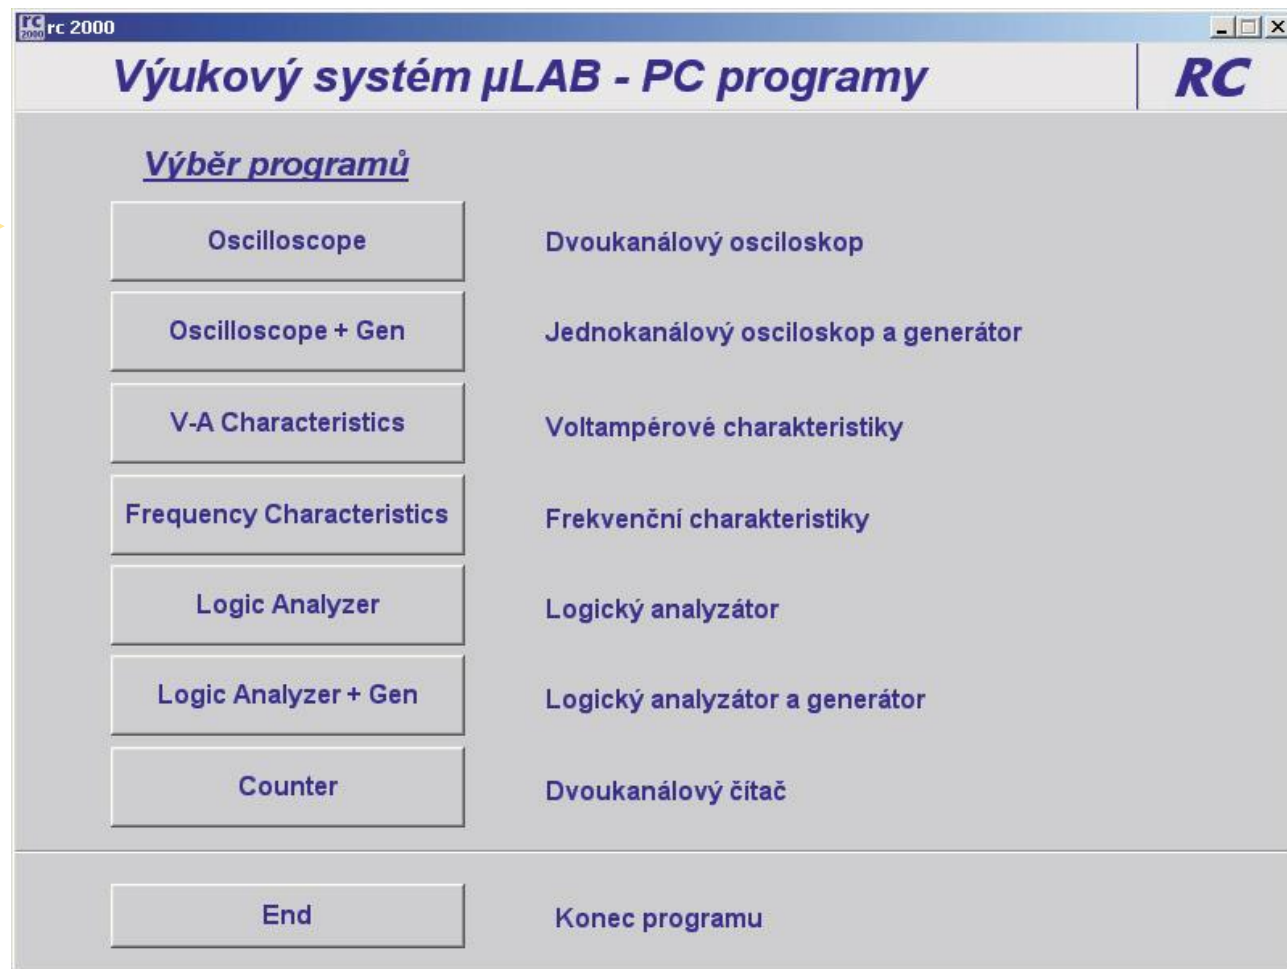 rc 2000 rc 2000
Výukový systém µLAB - PC programy RC
Výběr programů
Oscilloscope Dvoukanálový osciloskop
Oscilloscope + Gen Jednokanálový osciloskop a generátor
V-A Characteristics Voltampérové charakteristiky
Frequency Characteristics Frekvenční charakteristiky
Logic Analyzer Logický analyzátor
Logic Analyzer + Gen Logický analyzátor a generátor
Counter Dvoukanálový čítač
End Konec programu